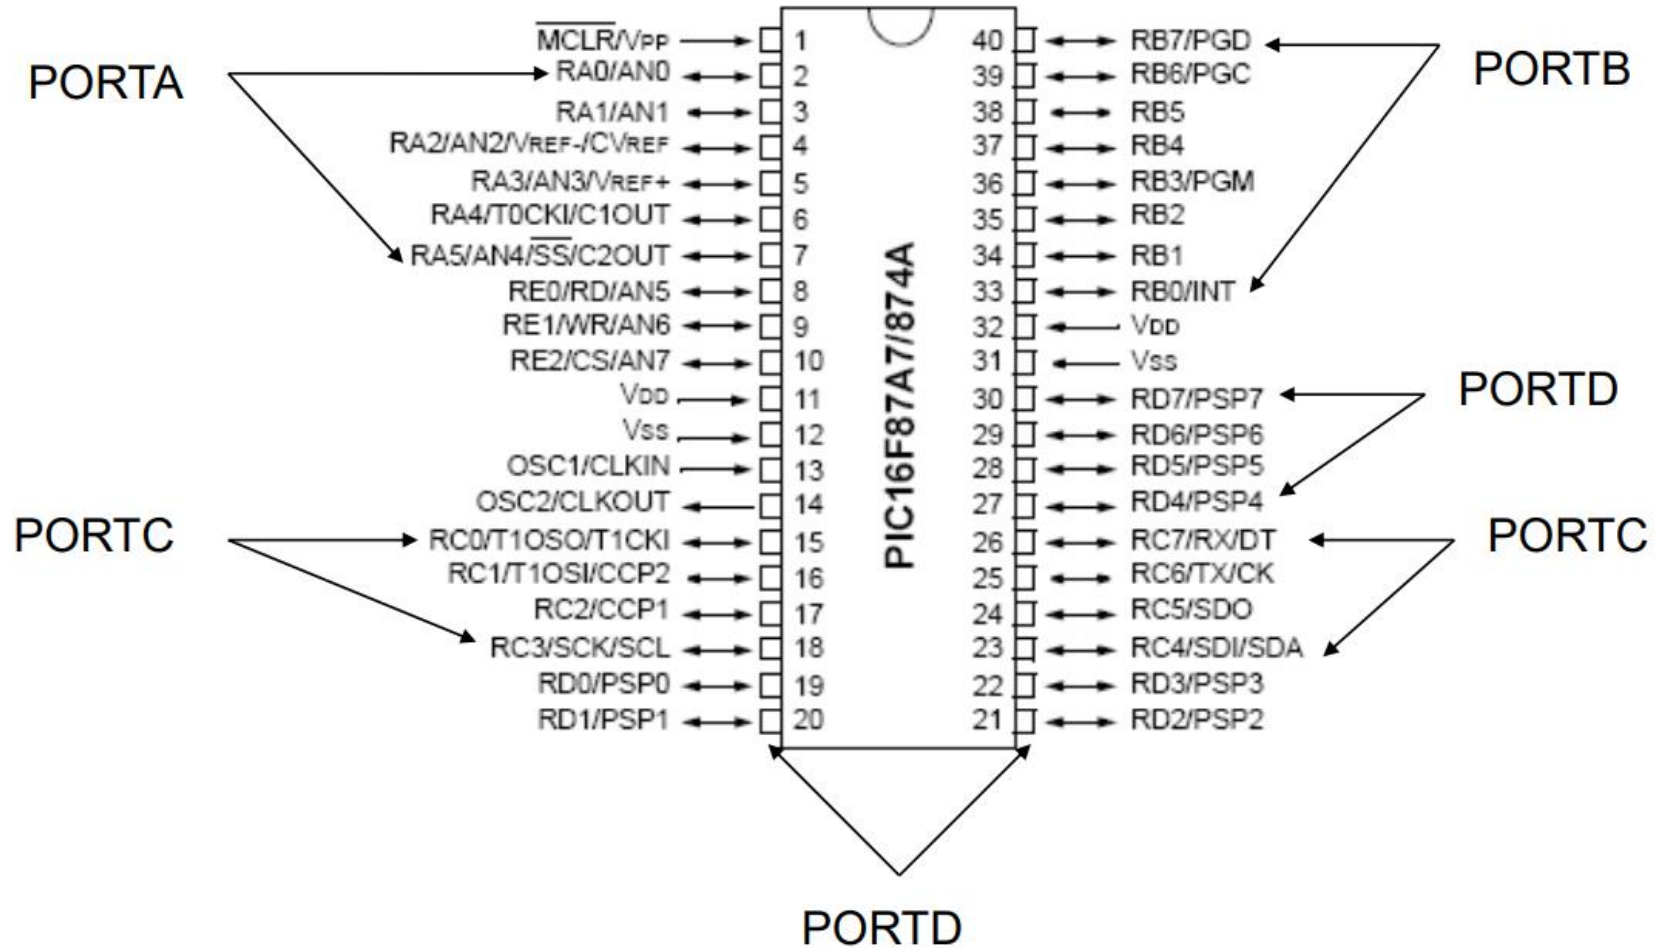 PORTA
PORTC
MCLR/VPP
RA0/AN0
RA1/AN1
RA2/AN2/VREF-/CVREF
RA3/AN3/VREF+
RA4/T0CKI/C1OUT
RA5/AN4/SS/C2OUT
RE0/RD/AN5
RE1/WR/AN6
RE2/CS/AN7
VDD
VSS
OSC1/CLKIN
OSC2/CLKOUT
RC0/T1OSO/T1CKI
RC1/T1OSI/CCP2
RC2/CCP1
RC3/SCK/SCL
RD0/PSP0
RD1/PSP1
1
2
3
4
5
6
7
8
9
10
11
12
13
14
15
16
17
18
19
20
PIC16F87A7/874A
40
39
38
37
36
35
34
33
32
31
30
29
28
27
26
25
24
23
22
21
RB7/PGD
RB6/PGC
RB5
RB4
RB3/PGM
RB2
RB1
RB0/INT
VDD
VSS
RD7/PSP7
RD6/PSP6
RD5/PSP5
RD4/PSP4
RC7/RX/DT
RC6/TX/CK
RC5/SDO
RC4/SDI/SDA
RD3/PSP3
RD2/PSP2
PORTB
PORTD
PORTC
PORTD